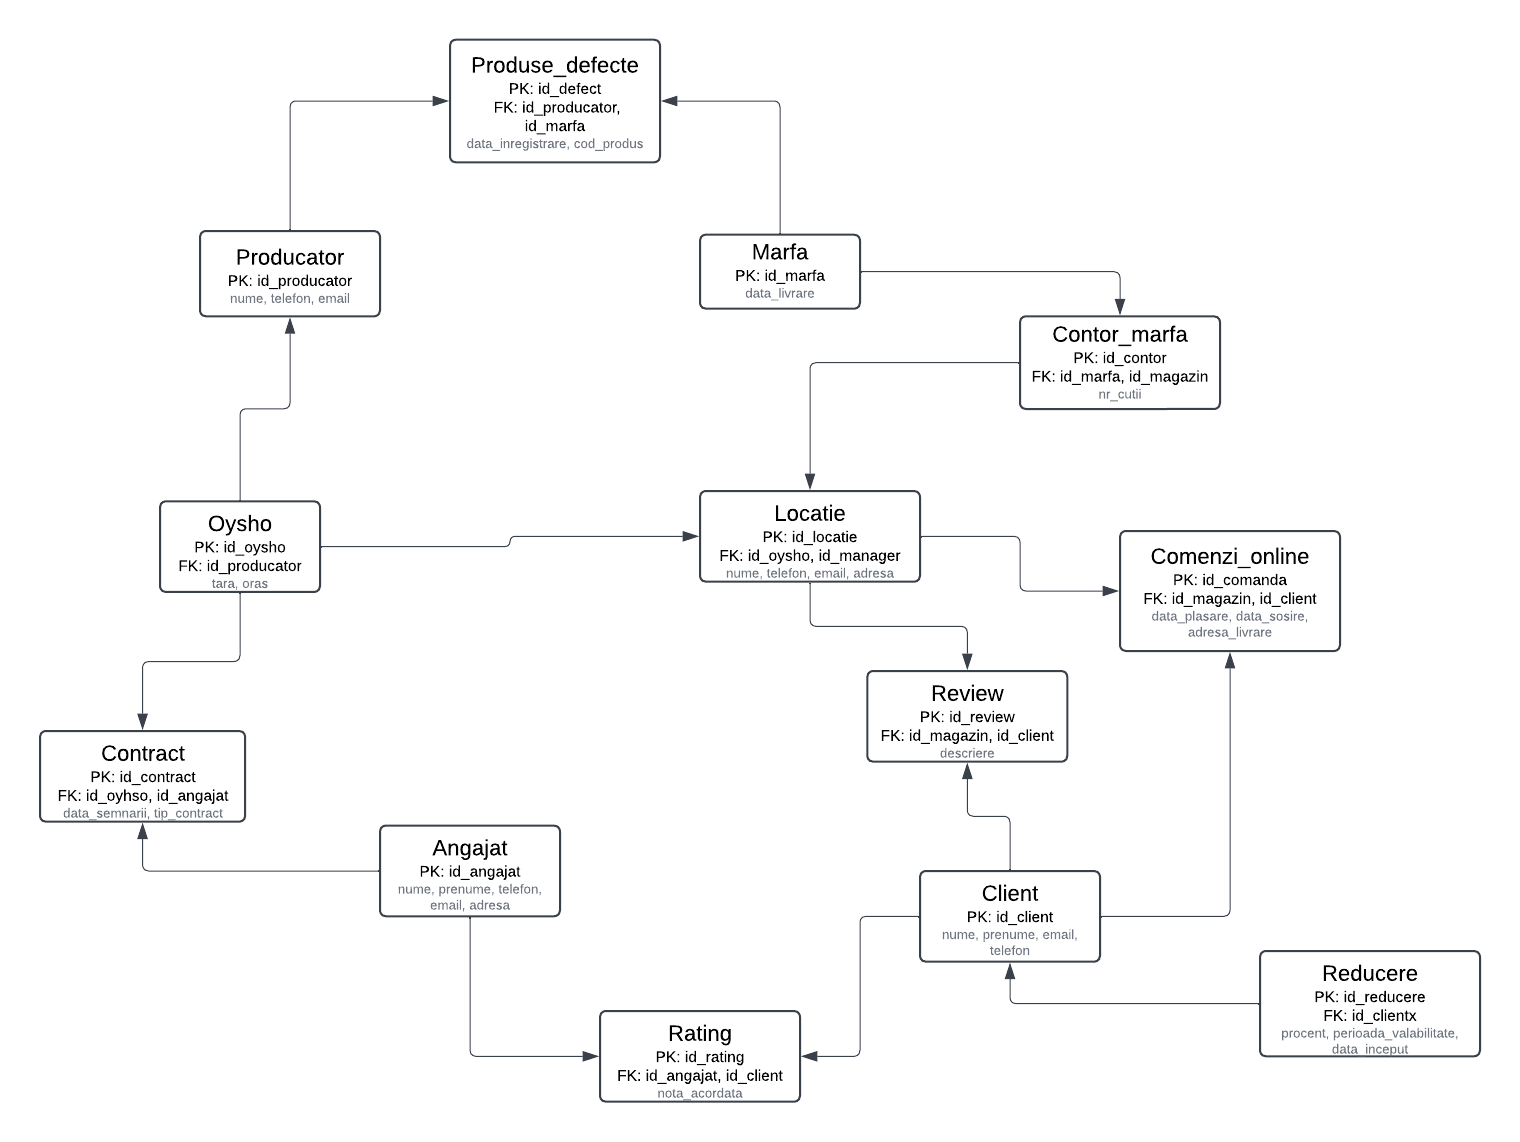 Produse_defecte
PK: id_defect
FK: id_producator,
id_marfa
data_inregistrare, cod_produs
Producator
PK: id_producator
nume, telefon, email
Marfa
PK: id_marfa
data_livrare
Contor_marfa
PK: id_contor
FK: id_marfa, id_magazin
nr_cutii
Oysho
PK: id_oysho
FK: id_producator
tara, oras
Locatie
PK: id_locatie
FK: id_oysho, id_manager
nume, telefon, email, adresa
Comenzi_online
PK: id_comanda
FK: id_magazin, id_client
data_plasare, data_sosire,
adresa_livrare
Review
PK: id_review
FK: id_magazin, id_client
descriere
Contract
PK: id_contract
FK: id_oyhso, id_angajat
data_semnarii, tip_contract
Angajat
PK: id_angajat
nume, prenume, telefon,
email, adresa
Client
PK: id_client
nume, prenume, email,
telefon
Reducere
PK: id_reducere
FK: id_clientx
procent, perioada_valabilitate,
data_inceput
Rating
PK: id_rating
FK: id_angajat, id_client
nota_acordata